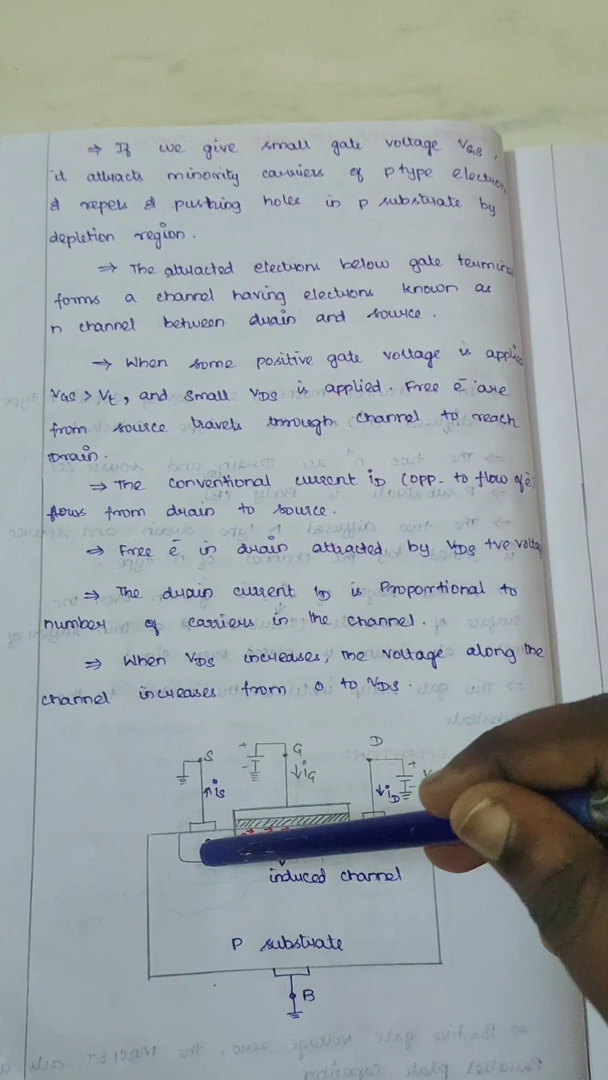 ⇒ If we give small gate voltage VGS,
it attracts minority carriers of p type electron
& repels & pushing holes in p substrate by
depletion region.
⇒ The attracted electrons below gate terminal
forms a channel having electrons known as
n channel between drain and source.
→ When some positive gate voltage is applied
VGS > Vt, and small VDS is applied. Free e⁻ are
from source travels through channel to reach
Drain.
⇒ The conventional current iD (opp. to flow of e⁻)
flows from drain to source.
⇒ Free e⁻ in drain attracted by VDS +ve voltage
⇒ The drain current ID is Proportional to
number of carriers in the channel.
⇒ When VDS increases, the voltage along the
channel increases from 0 to VDS.
S
+
-
G
D
+
-
V
↑ iS
↓ iG
↓ iD
induced channel
P substrate
B